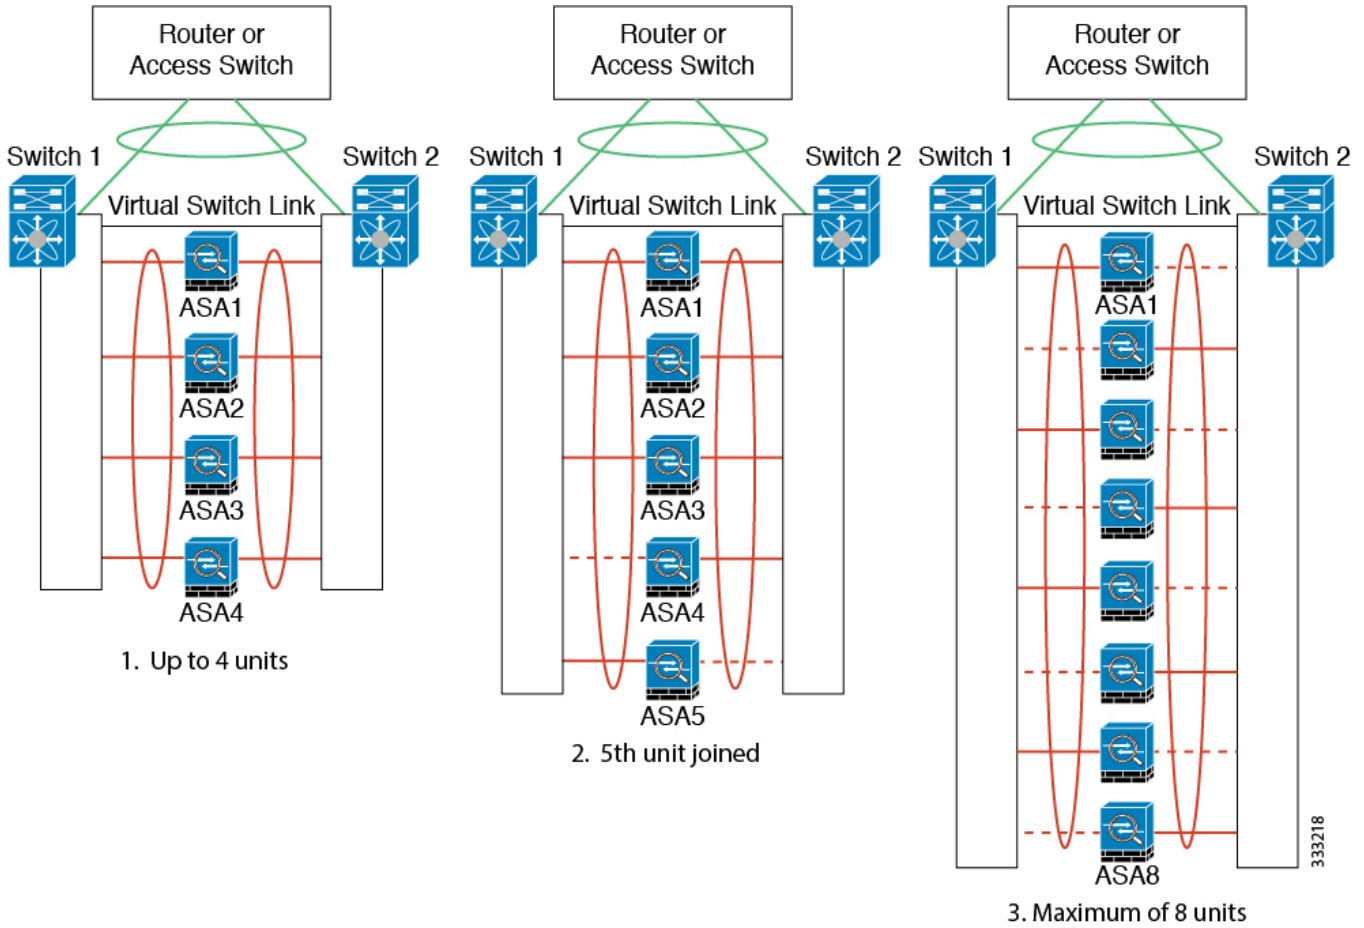 Router or
Access Switch
Switch 1
Switch 2
Virtual Switch Link
ASA1
ASA2
ASA3
ASA4
1. Up to 4 units
Router or
Access Switch
Switch 1
Switch 2
Virtual Switch Link
ASA1
ASA2
ASA3
ASA4
ASA5
2. 5th unit joined
Router or
Access Switch
Switch 1
Switch 2
Virtual Switch Link
ASA1
ASA8
333218
3. Maximum of 8 units